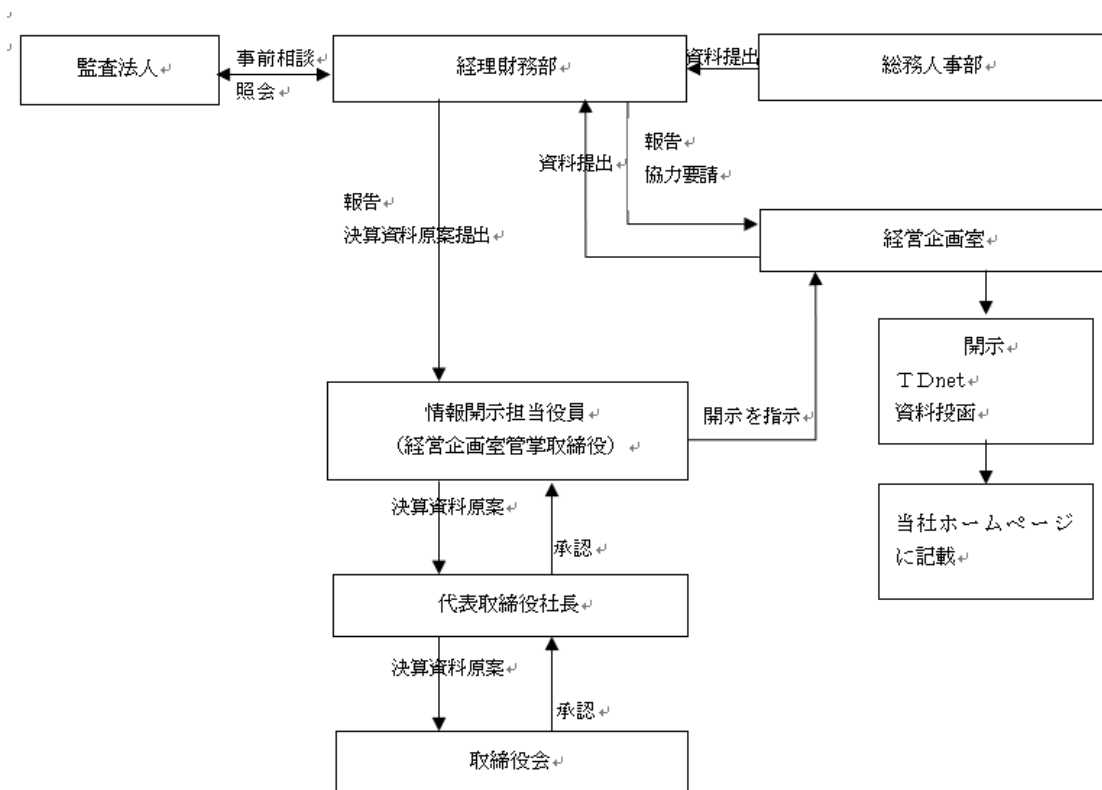 監査法人
事前相談
照会
経理財務部
資料提出
総務人事部
資料提出
報告
協力要請
報告
決算資料原案提出
経営企画室
開示
ＴＤnet
資料投函
情報開示担当役員
（経営企画室管掌取締役）
開示を指示
当社ホームページ
に記載
決算資料原案
承認
代表取締役社長
決算資料原案
承認
取締役会